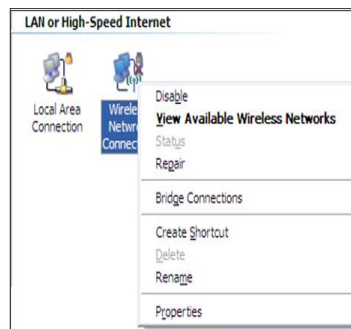 LAN or High-Speed Internet
Local Area
Connection
Wirele
Netwo
Connec
Disable
View Available Wireless Networks
Status
Repair
Bridge Connections
Create Shortcut
Delete
Rename
Properties